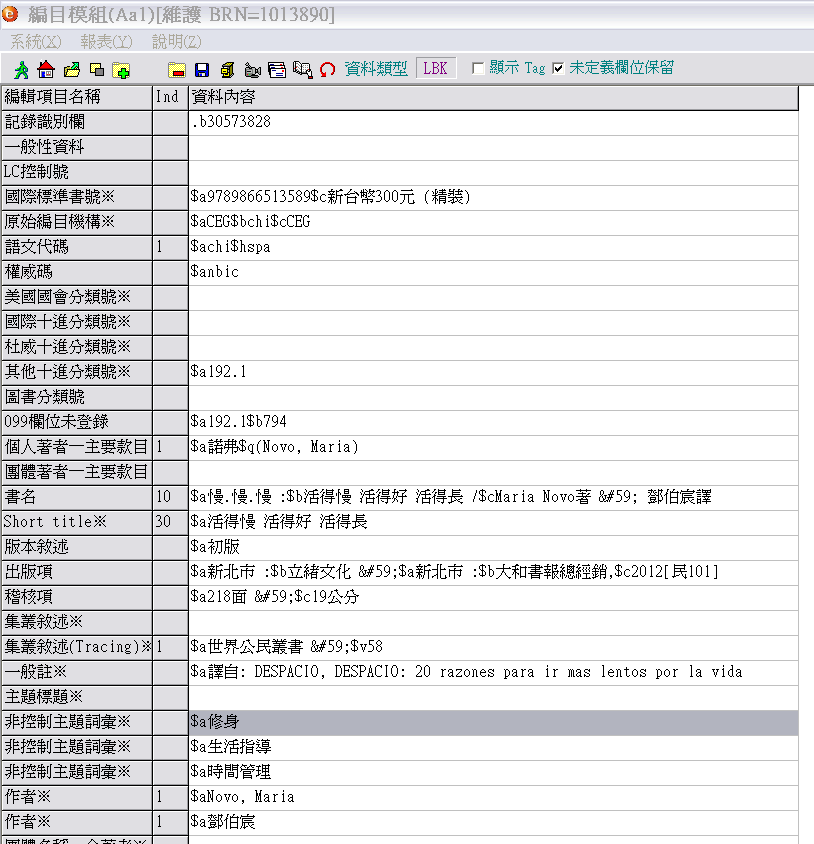 編目模組(Aa1)[維護 BRN=1013890]
系統(X) 報表(Y) 說明(Z)
資料類型 LBK 顯示 Tag 未定義欄位保留
編輯項目名稱 Ind 資料內容
記錄識別欄 .b30573828
一般性資料
LC控制號
國際標準書號※ $a9789866513589$c新台幣300元 (精裝)
原始編目機構※ $aCEG$bchi$cCEG
語文代碼 1 $achi$hspa
權威碼 $anbic
美國國會分類號※
國際十進分類號※
杜威十進分類號※
其他十進分類號※ $a192.1
圖書分類號
099欄位未登錄 $a192.1$b794
個人著者—主要款目 1 $a諾弗$q(Novo, Maria)
團體著者—主要款目
書名 10 $a慢.慢.慢 :$b活得慢 活得好 活得長 /$cMaria Novo著 &#59; 鄧伯宸譯
Short title※ 30 $a活得慢 活得好 活得長
版本敘述 $a初版
出版項 $a新北市 :$b立緒文化 &#59;$a新北市 :$b大和書報總經銷,$c2012[民101]
稽核項 $a218面 &#59;$c19公分
集叢敘述※
集叢敘述(Tracing)※ 1 $a世界公民叢書 &#59;$v58
一般註※ $a譯自: DESPACIO, DESPACIO: 20 razones para ir mas lentos por la vida
主題標題※
非控制主題詞彙※ $a修身
非控制主題詞彙※ $a生活指導
非控制主題詞彙※ $a時間管理
作者※ 1 $aNovo, Maria
作者※ 1 $a鄧伯宸